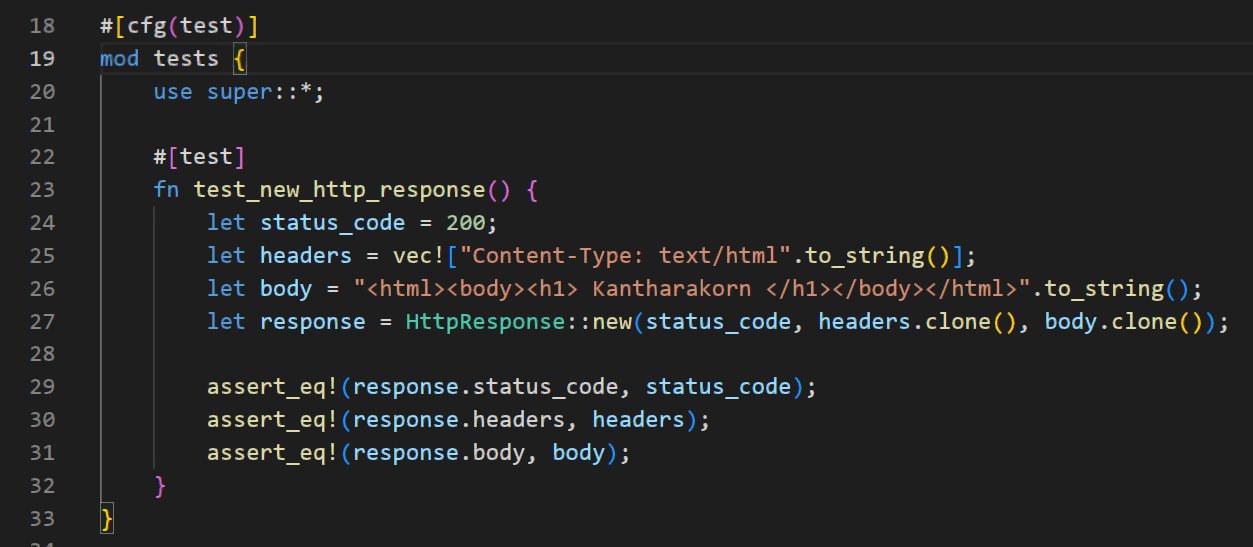 18 #[cfg(test)]
19 mod tests {
20     use super::*;
21
22     #[test]
23     fn test_new_http_response() {
24         let status_code = 200;
25         let headers = vec!["Content-Type: text/html".to_string()];
26         let body = "<html><body><h1> Kantharakorn </h1></body></html>".to_string();
27         let response = HttpResponse::new(status_code, headers.clone(), body.clone());
28
29         assert_eq!(response.status_code, status_code);
30         assert_eq!(response.headers, headers);
31         assert_eq!(response.body, body);
32     }
33 }